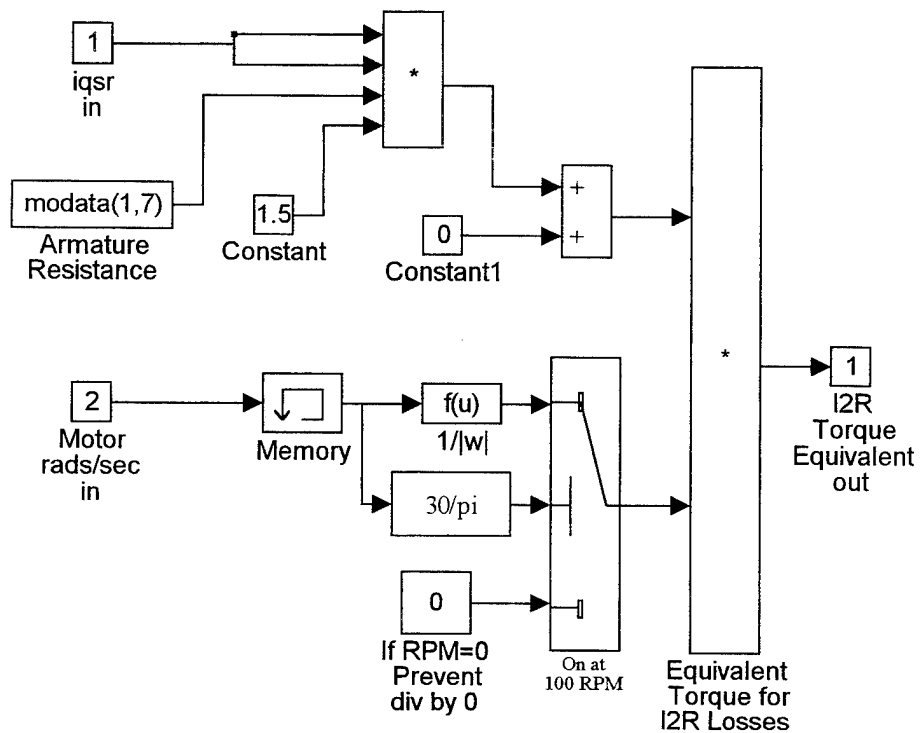 1
iqsr
in
*
modata(1,7)
Armature
Resistance
1.5
Constant
0
Constant1
+
+
2
Motor
rads/sec
in
Memory
f(u)
1/|w|
30/pi
0
If RPM=0
Prevent
div by 0
On at
100 RPM
*
Equivalent
Torque for
I2R Losses
1
I2R
Torque
Equivalent
out